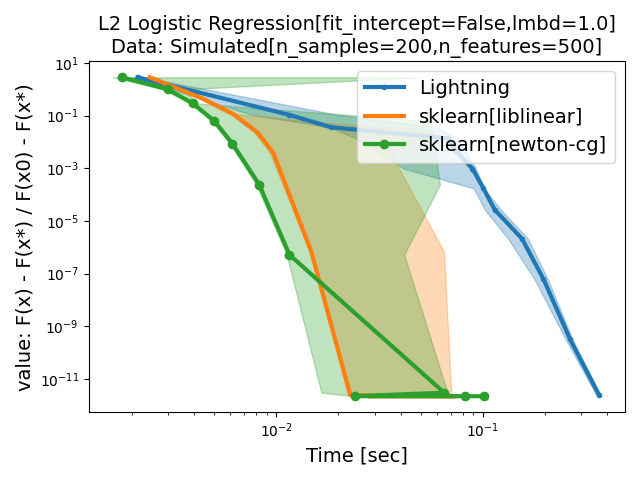 L2 Logistic Regression[fit_intercept=False,lmbd=1.0]
Data: Simulated[n_samples=200,n_features=500]
value: F(x) - F(x*) / F(x0) - F(x*)
10¹
10⁻¹
10⁻³
10⁻⁵
10⁻⁷
10⁻⁹
10⁻¹¹
Lightning
sklearn[liblinear]
sklearn[newton-cg]
10⁻²
10⁻¹
Time [sec]